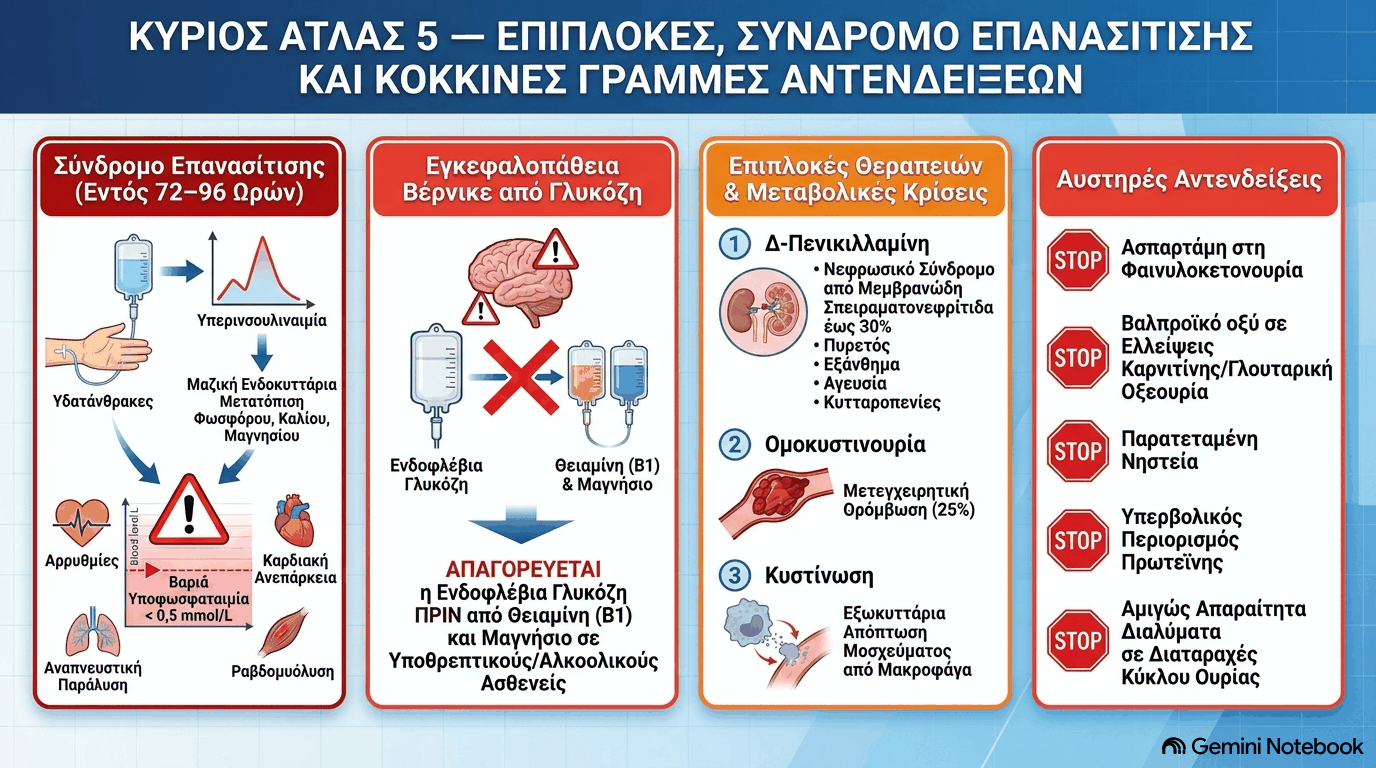 ΚΥΡΙΟΣ ΑΤΛΑΣ 5 — ΕΠΙΠΛΟΚΕΣ, ΣΥΝΔΡΟΜΟ ΕΠΑΝΑΣΙΤΙΣΗΣ
ΚΑΙ ΚΟΚΚΙΝΕΣ ΓΡΑΜΜΕΣ ΑΝΤΕΝΔΕΙΞΕΩΝ
Σύνδρομο Επανασίτισης
(Εντός 72–96 Ωρών)
Υπερινσουλιναιμία
Υδατάνθρακες
Μαζική Ενδοκυττάρια
Μετατόπιση
Φωσφόρου, Καλίου,
Μαγνησίου
Αρρυθμίες
Βαριά
Υποφωσφαταιμία
< 0,5 mmol/L
Καρδιακή
Ανεπάρκεια
Αναπνευστική
Παράλυση
Ραβδομυόλυση
Εγκεφαλοπάθεια
Βέρνικε από Γλυκόζη
Ενδοφλέβια
Γλυκόζη
Θειαμίνη (B1)
& Μαγνήσιο
ΑΠΑΓΟΡΕΥΕΤΑΙ
η Ενδοφλέβια Γλυκόζη
ΠΡΙΝ από Θειαμίνη (B1)
και Μαγνήσιο σε
Υποθρεπτικούς/Αλκοολικούς
Ασθενείς
Επιπλοκές Θεραπειών
& Μεταβολικές Κρίσεις
1 Δ-Πενικιλλαμίνη
• Νεφρωσικό Σύνδρομο
από Μεμβρανώδη
Σπειραματονεφρίτιδα
έως 30%
• Πυρετός
• Εξάνθημα
• Αγευσία
• Κυτταροπενίες
2 Ομοκυστινουρία
Μετεγχειρητική
Θρόμβωση (25%)
3 Κυστίνωση
Εξωκυττάρια
Απόπτωση
Μοσχεύματος
από Μακροφάγα
Αυστηρές Αντενδείξεις
STOP
Ασπαρτάμη στη
Φαινυλοκετονουρία
STOP
Βαλπροϊκό οξύ σε
Ελλείψεις
Καρνιτίνης/Γλουταρική
Οξεουρία
STOP
Παρατεταμένη
Νηστεία
STOP
Υπερβολικός
Περιορισμός
Πρωτεΐνης
STOP
Αμιγώς Απαραίτητα
Διαλύματα
σε Διαταραχές
Κύκλου Ουρίας
Gemini Notebook